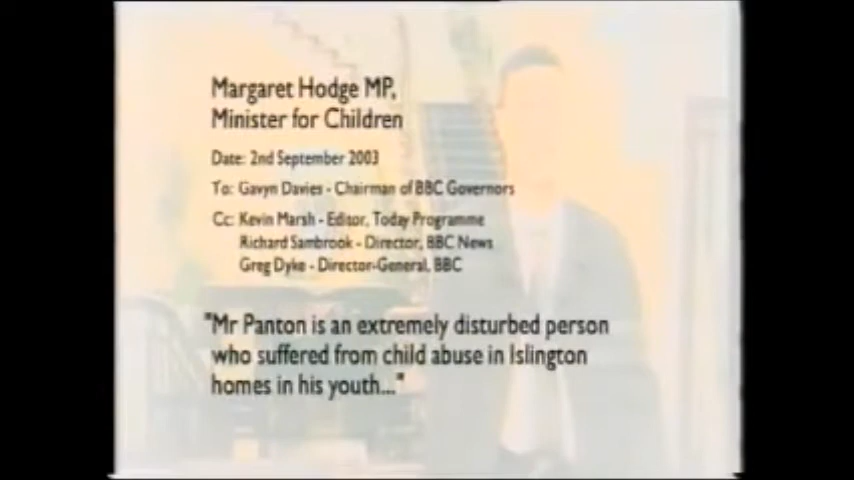 Margaret Hodge MP,
Minister for Children
Date: 2nd September 2003
To: Gavyn Davies - Chairman of BBC Governors
Cc: Kevin Marsh - Editor, Today Programme
Richard Sambrook - Director, BBC News
Greg Dyke - Director-General, BBC
"Mr Panton is an extremely disturbed person
who suffered from child abuse in Islington
homes in his youth..."